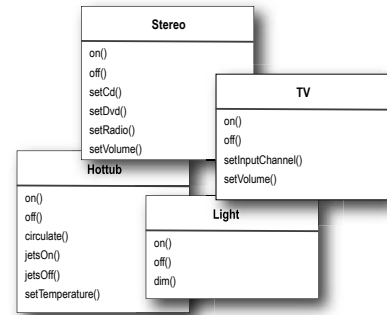 Stereo
on()
off()
setCd()
setDvd()
setRadio()
setVolume()
TV
on()
off()
setInputChannel()
setVolume()
Hottub
on()
off()
circulate()
jetsOn()
jetsOff()
setTemperature()
Light
on()
off()
dim()